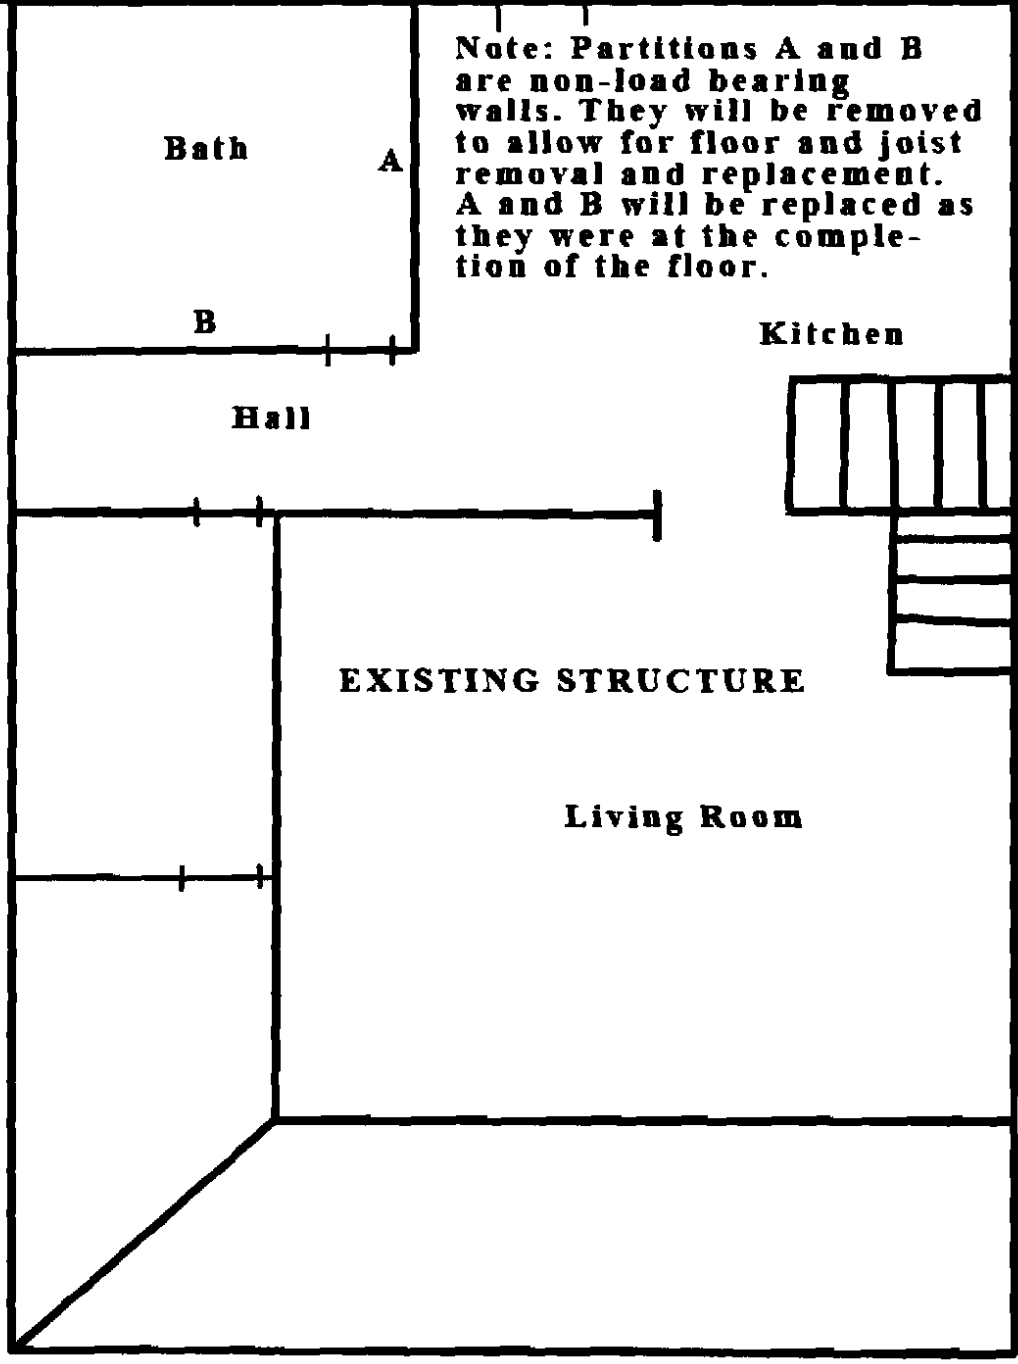 Note: Partitions A and B
are non-load bearing
walls. They will be removed
to allow for floor and joist
removal and replacement.
A and B will be replaced as
they were at the comple-
tion of the floor.
Bath
A
B
Kitchen
Hall
EXISTING STRUCTURE
Living Room